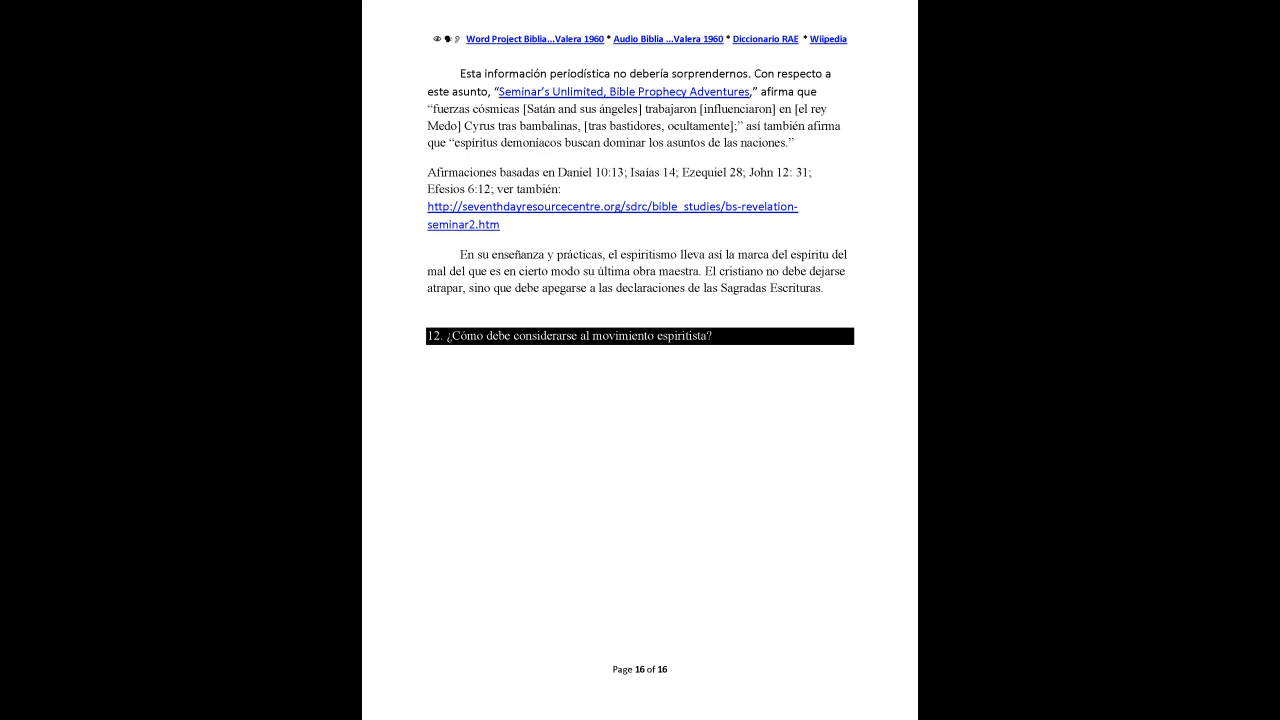 Word Project Biblia...Valera 1960 * Audio Biblia ...Valera 1960 * Diccionario RAE * Wiipedia
Esta información periodística no debería sorprendernos. Con respecto a
este asunto, “Seminar’s Unlimited, Bible Prophecy Adventures,” afirma que
“fuerzas cósmicas [Satán and sus ángeles] trabajaron [influenciaron] en [el rey
Medo] Cyrus tras bambalinas, [tras bastidores, ocultamente];” así también afirma
que “espíritus demoníacos buscan dominar los asuntos de las naciones.”
Afirmaciones basadas en Daniel 10:13; Isaías 14; Ezequiel 28; John 12: 31;
Efesios 6:12; ver también:
http://seventhdayresourcecentre.org/sdrc/bible_studies/bs-revelation-
seminar2.htm
En su enseñanza y prácticas, el espiritismo lleva así la marca del espíritu del
mal del que es en cierto modo su última obra maestra. El cristiano no debe dejarse
atrapar, sino que debe apegarse a las declaraciones de las Sagradas Escrituras.
12. ¿Cómo debe considerarse al movimiento espiritista?
Page 16 of 16